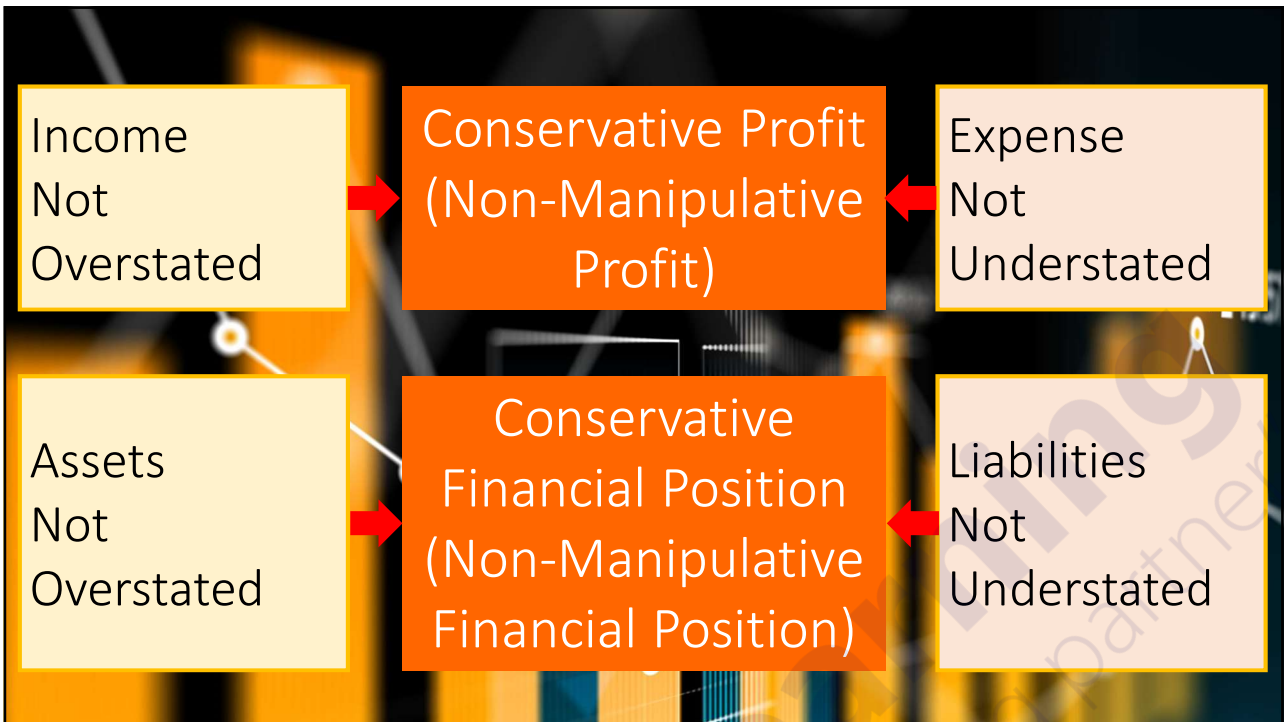 Income
Not
Overstated
Conservative Profit
(Non-Manipulative
Profit)
Expense
Not
Understated
Assets
Not
Overstated
Conservative
Financial Position
(Non-Manipulative
Financial Position)
Liabilities
Not
Understated